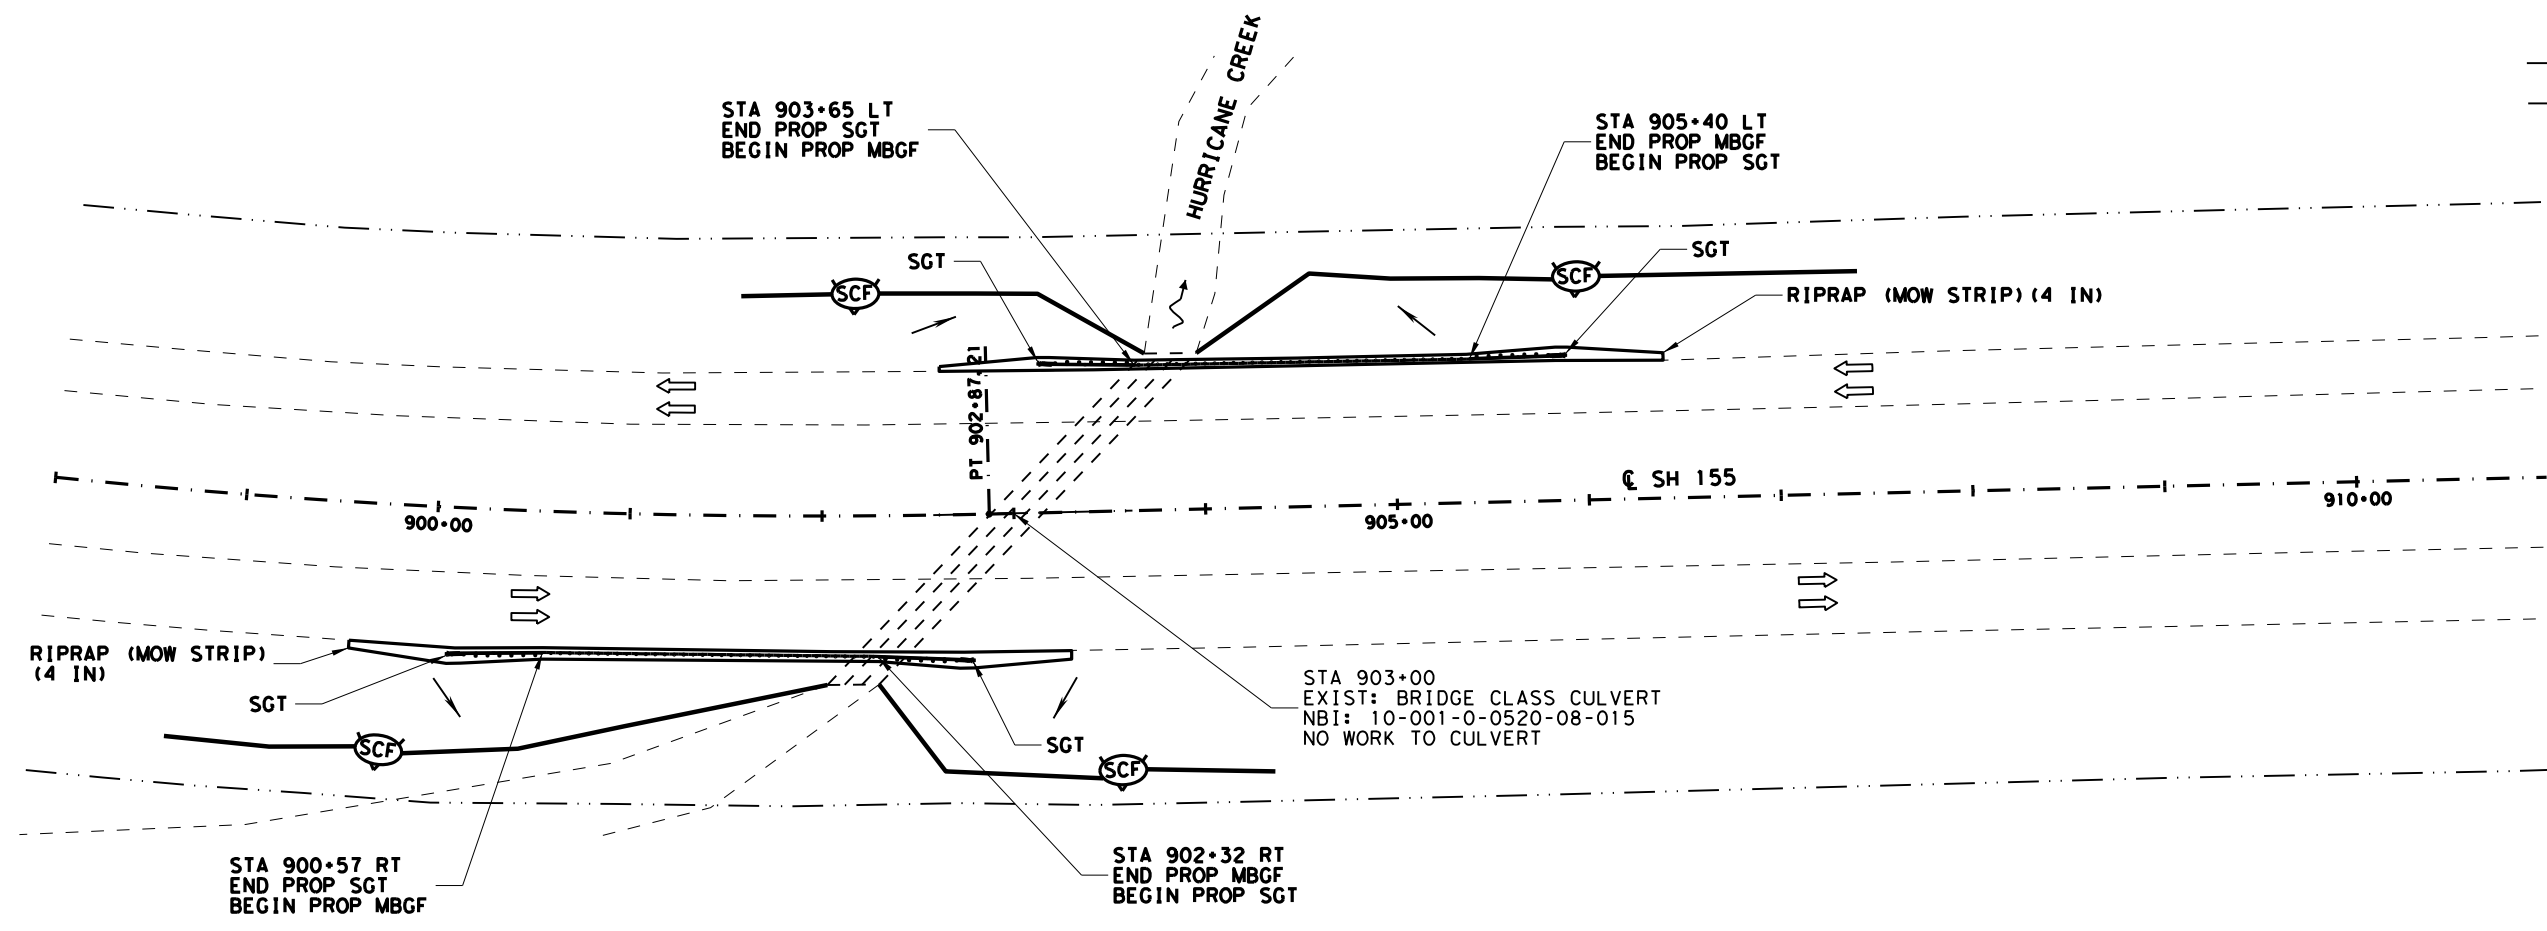 HURRICANE CREEK
STA 903+65 LT
END PROP SGT
BEGIN PROP MBGF
STA 905+40 LT
END PROP MBGF
BEGIN PROP SGT
SGT
SGT
SCF
SCF
RIPRAP (MOW STRIP)(4 IN)
PT 902+87.21
℄ SH 155
900+00
905+00
910+00
RIPRAP (MOW STRIP)
(4 IN)
SGT
SCF
SGT
SCF
STA 903+00
EXIST: BRIDGE CLASS CULVERT
NBI: 10-001-0-0520-08-015
NO WORK TO CULVERT
STA 900+57 RT
END PROP SGT
BEGIN PROP MBGF
STA 902+32 RT
END PROP MBGF
BEGIN PROP SGT